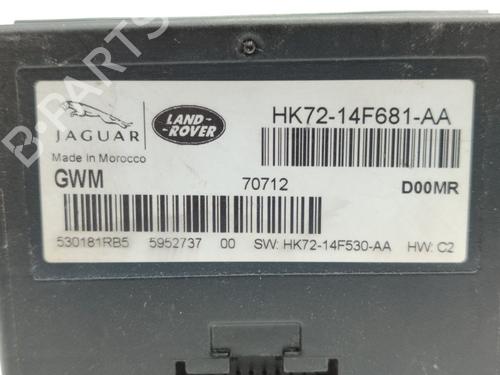 B-PARTS
JAGUAR
LAND-
ROVER
HK72-14F681-AA
Made in Morocco
GWM 70712 D00MR
530181RB5 5952737 00 SW: HK72-14F530-AA HW: C2